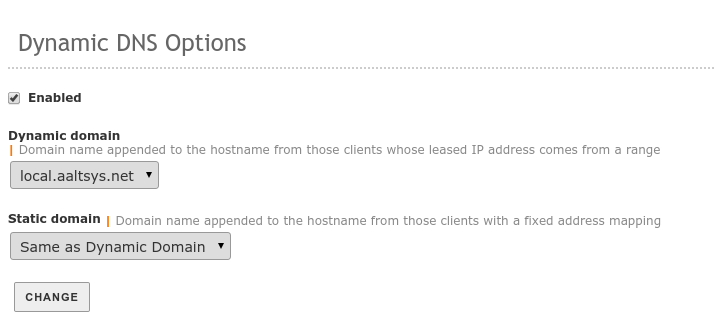 Dynamic DNS Options
Enabled
Dynamic domain
Domain name appended to the hostname from those clients whose leased IP address comes from a range
local.aaltsys.net
Static domain | Domain name appended to the hostname from those clients with a fixed address mapping
Same as Dynamic Domain
CHANGE